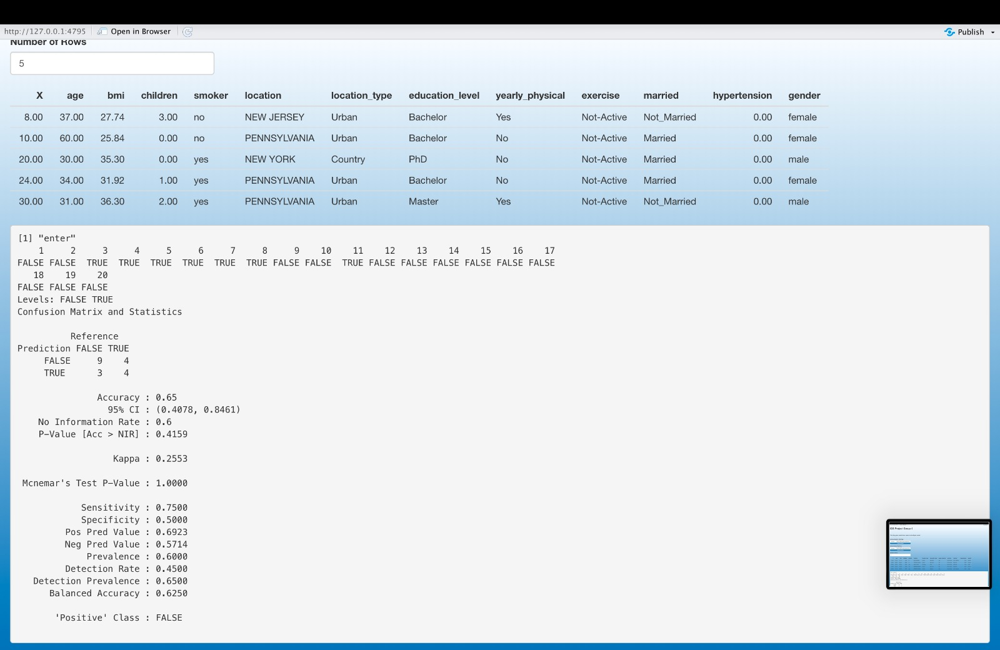 http://127.0.0.1:4795 Open in Browser Publish
Number of Rows
5
X age bmi children smoker location location_type education_level yearly_physical exercise married hypertension gender
8.00 37.00 27.74 3.00 no NEW JERSEY Urban Bachelor Yes Not-Active Not_Married 0.00 female
10.00 60.00 25.84 0.00 no PENNSYLVANIA Urban Bachelor No Not-Active Married 0.00 female
20.00 30.00 35.30 0.00 yes NEW YORK Country PhD No Not-Active Married 0.00 male
24.00 34.00 31.92 1.00 yes PENNSYLVANIA Urban Bachelor No Not-Active Married 0.00 female
30.00 31.00 36.30 2.00 yes PENNSYLVANIA Urban Master Yes Not-Active Not_Married 0.00 male
[1] "enter"
1 2 3 4 5 6 7 8 9 10 11 12 13 14 15 16 17
FALSE FALSE TRUE TRUE TRUE TRUE TRUE TRUE FALSE FALSE TRUE FALSE FALSE FALSE FALSE FALSE FALSE
18 19 20
FALSE FALSE FALSE
Levels: FALSE TRUE
Confusion Matrix and Statistics
Reference
Prediction FALSE TRUE
FALSE 9 4
TRUE 3 4
Accuracy : 0.65
95% CI : (0.4078, 0.8461)
No Information Rate : 0.6
P-Value [Acc > NIR] : 0.4159
Kappa : 0.2553
Mcnemar's Test P-Value : 1.0000
Sensitivity : 0.7500
Specificity : 0.5000
Pos Pred Value : 0.6923
Neg Pred Value : 0.5714
Prevalence : 0.6000
Detection Rate : 0.4500
Detection Prevalence : 0.6500
Balanced Accuracy : 0.6250
'Positive' Class : FALSE